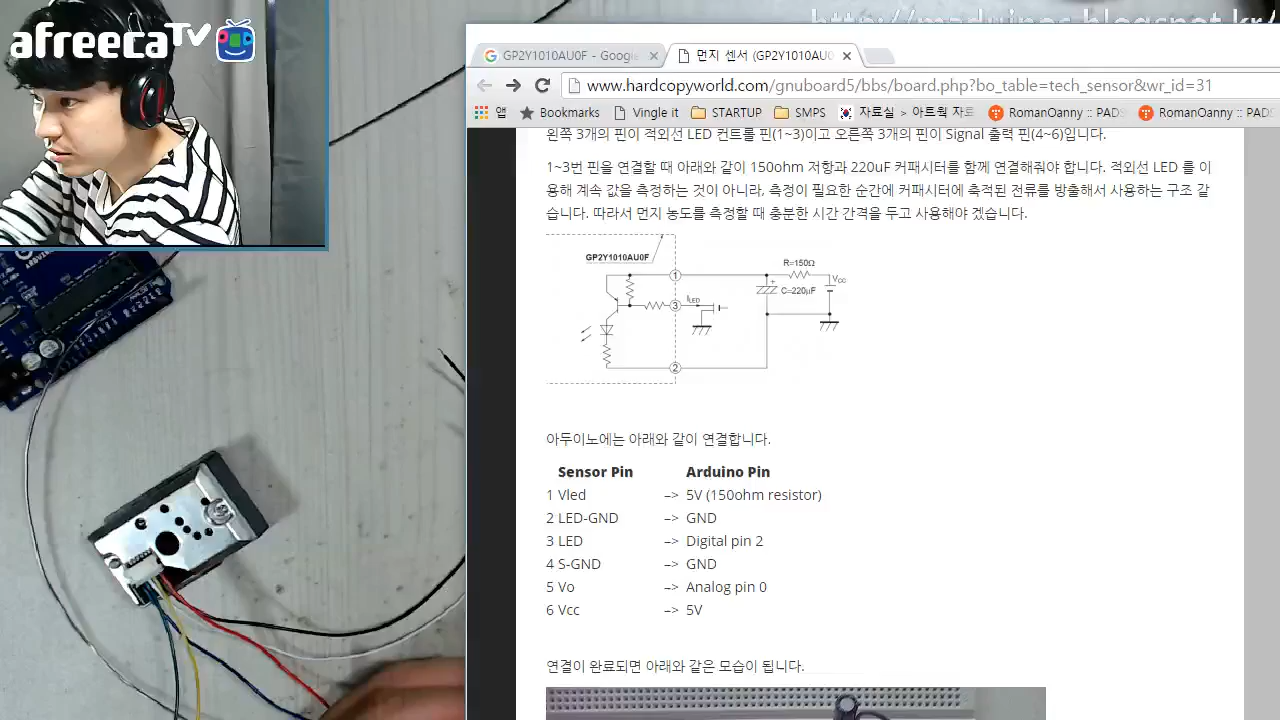 afreecaTV
http://maduinos.blogspot.kr/
GP2Y1010AU0F - Google
먼지 센서 (GP2Y1010AU0
www.hardcopyworld.com/gnuboard5/bbs/board.php?bo_table=tech_sensor&wr_id=31
앱 Bookmarks Vingle it STARTUP SMPS 자료실 > 아트웍 자료 RomanOanny :: PADS RomanOanny :: PAD
왼쪽 3개의 핀이 적외선 LED 컨트롤 핀(1~3)이고 오른쪽 3개의 핀이 Signal 출력 핀(4~6)입니다.
1~3번 핀을 연결할 때 아래와 같이 150ohm 저항과 220uF 커패시터를 함께 연결해줘야 합니다. 적외선 LED 를 이
용해 계속 값을 측정하는 것이 아니라, 측정이 필요한 순간에 커패시터에 축적된 전류를 방출해서 사용하는 구조 같
습니다. 따라서 먼지 농도를 측정할 때 충분한 시간 간격을 두고 사용해야 겠습니다.
GP2Y1010AU0F
R=150Ω
1
+
VCC
C=220μF
ILED
3
2
아두이노에는 아래와 같이 연결합니다.
Sensor Pin Arduino Pin
1 Vled –> 5V (150ohm resistor)
2 LED-GND –> GND
3 LED –> Digital pin 2
4 S-GND –> GND
5 Vo –> Analog pin 0
6 Vcc –> 5V
연결이 완료되면 아래와 같은 모습이 됩니다.